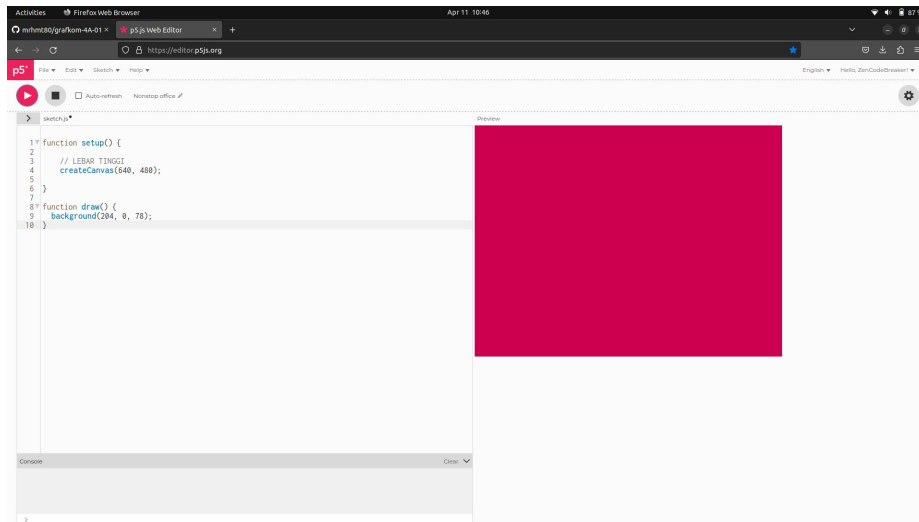 Activities Firefox Web Browser Apr 11 10:46 87
mrhmt80/grafkom-4A-01 × p5.js Web Editor × +
https://editor.p5js.org
p5* File Edit Sketch Help English Hello, ZenCodeBreaker!
Auto-refresh Nonstop office
> sketch.js Preview
1 function setup() {
2
3 // LEBAR TINGGI
4 createCanvas(640, 480);
5
6 }
7
8 function draw() {
9 background(204, 0, 78);
10 }
Console Clear
>